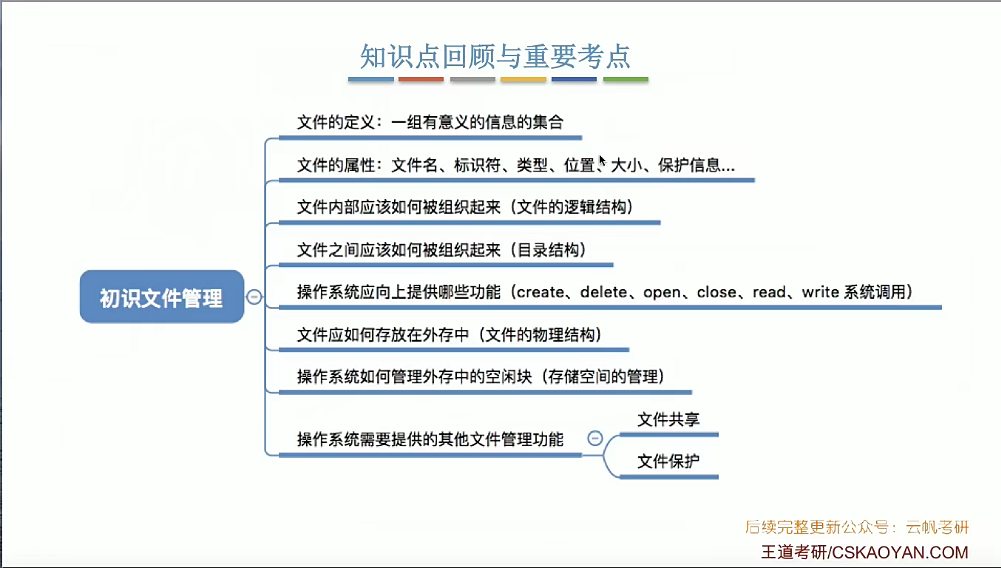 知识点回顾与重要考点
文件的定义：一组有意义的信息的集合
文件的属性：文件名、标识符、类型、位置、大小、保护信息...
文件内部应该如何被组织起来（文件的逻辑结构）
文件之间应该如何被组织起来（目录结构）
初识文件管理
操作系统应向上提供哪些功能（create、delete、open、close、read、write 系统调用）
文件应如何存放在外存中（文件的物理结构）
操作系统如何管理外存中的空闲块（存储空间的管理）
操作系统需要提供的其他文件管理功能
文件共享
文件保护
后续完整更新公众号：云帆考研
王道考研/CSKAOYAN.COM